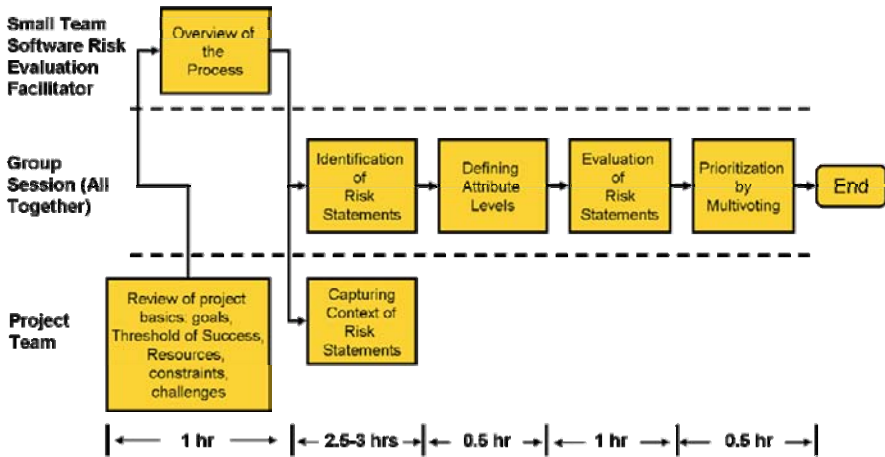 Small Team
Software Risk
Evaluation
Facilitator
Overview of
the
Process
Group
Session (All
Together)
Identification
of
Risk
Statements
Defining
Attribute
Levels
Evaluation
of
Risk
Statements
Prioritization
by
Multivoting
End
Project
Team
Review of project
basics: goals,
Threshold of Success,
Resources,
constraints,
challenges
Capturing
Context of
Risk
Statements
1 hr
2.5-3 hrs
0.5 hr
1 hr
0.5 hr